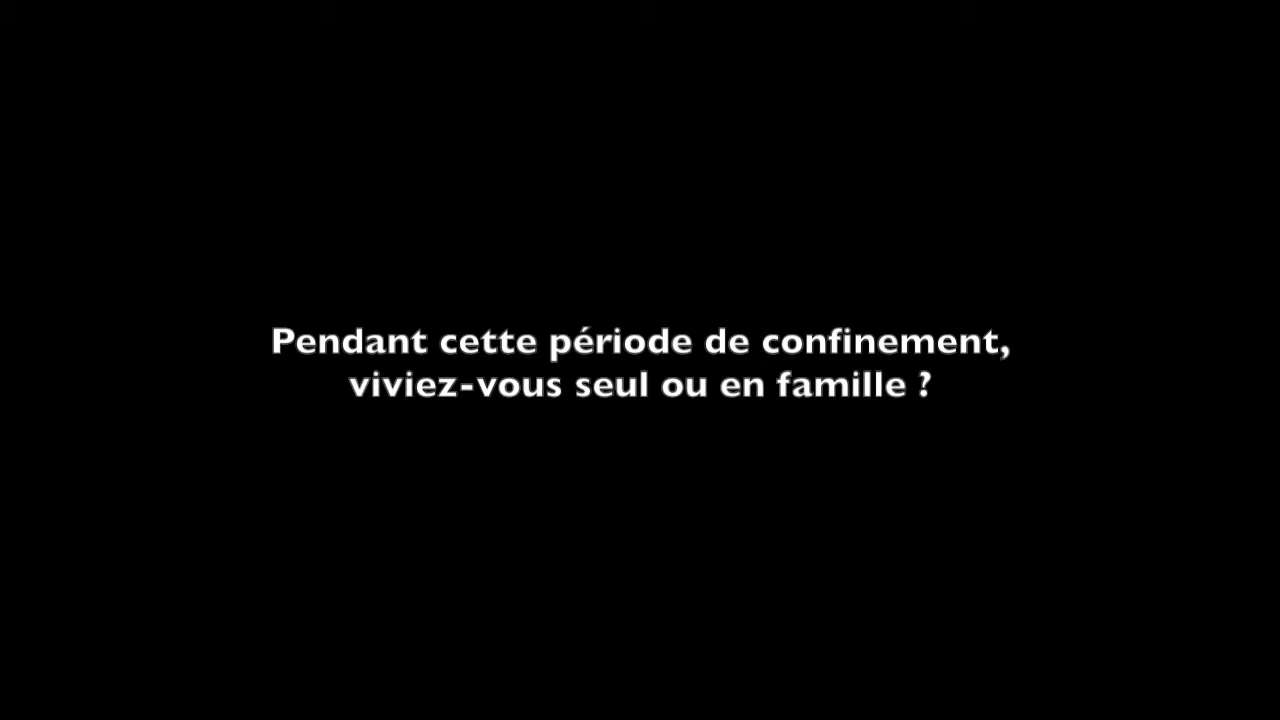 Pendant cette période de confinement,
viviez-vous seul ou en famille ?